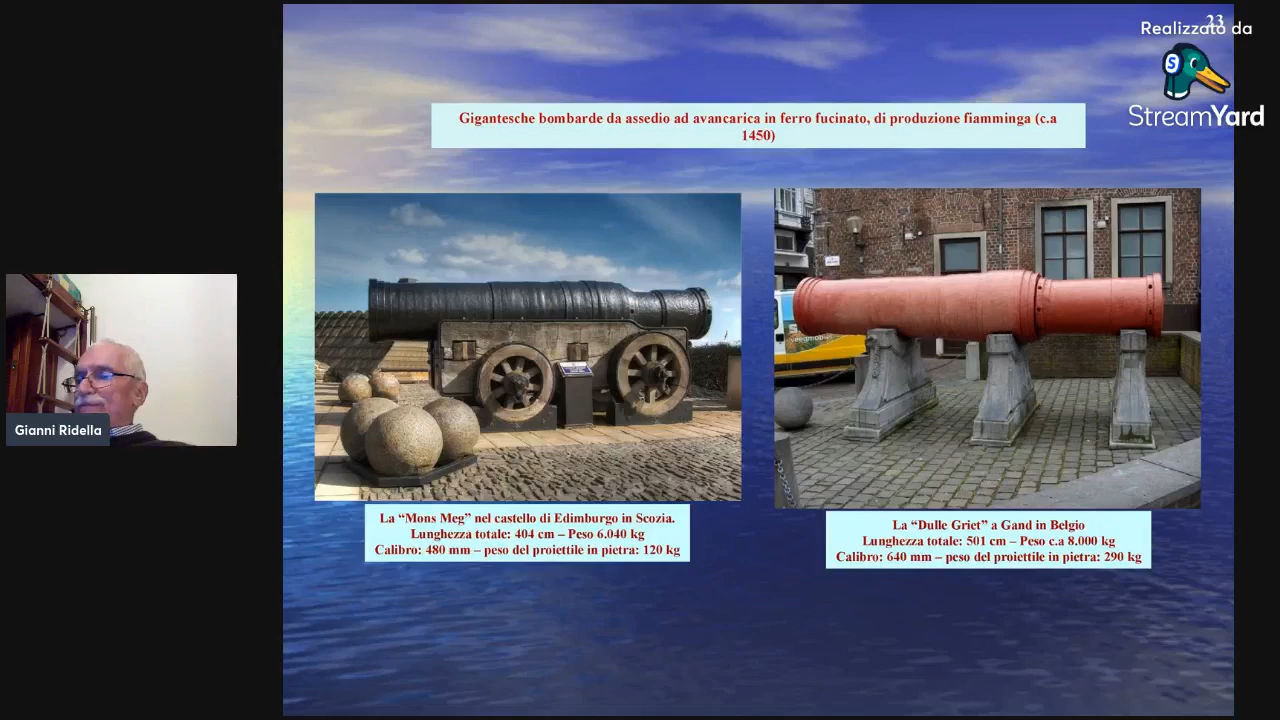 23
Realizzato da
StreamYard
Gigantesche bombarde da assedio ad avancarica in ferro fucinato, di produzione fiamminga (c.a
1450)
Gianni Ridella
La “Mons Meg” nel castello di Edimburgo in Scozia.
Lunghezza totale: 404 cm – Peso 6.040 kg
Calibro: 480 mm – peso del proiettile in pietra: 120 kg
La “Dulle Griet” a Gand in Belgio
Lunghezza totale: 501 cm – Peso c.a 8.000 kg
Calibro: 640 mm – peso del proiettile in pietra: 290 kg